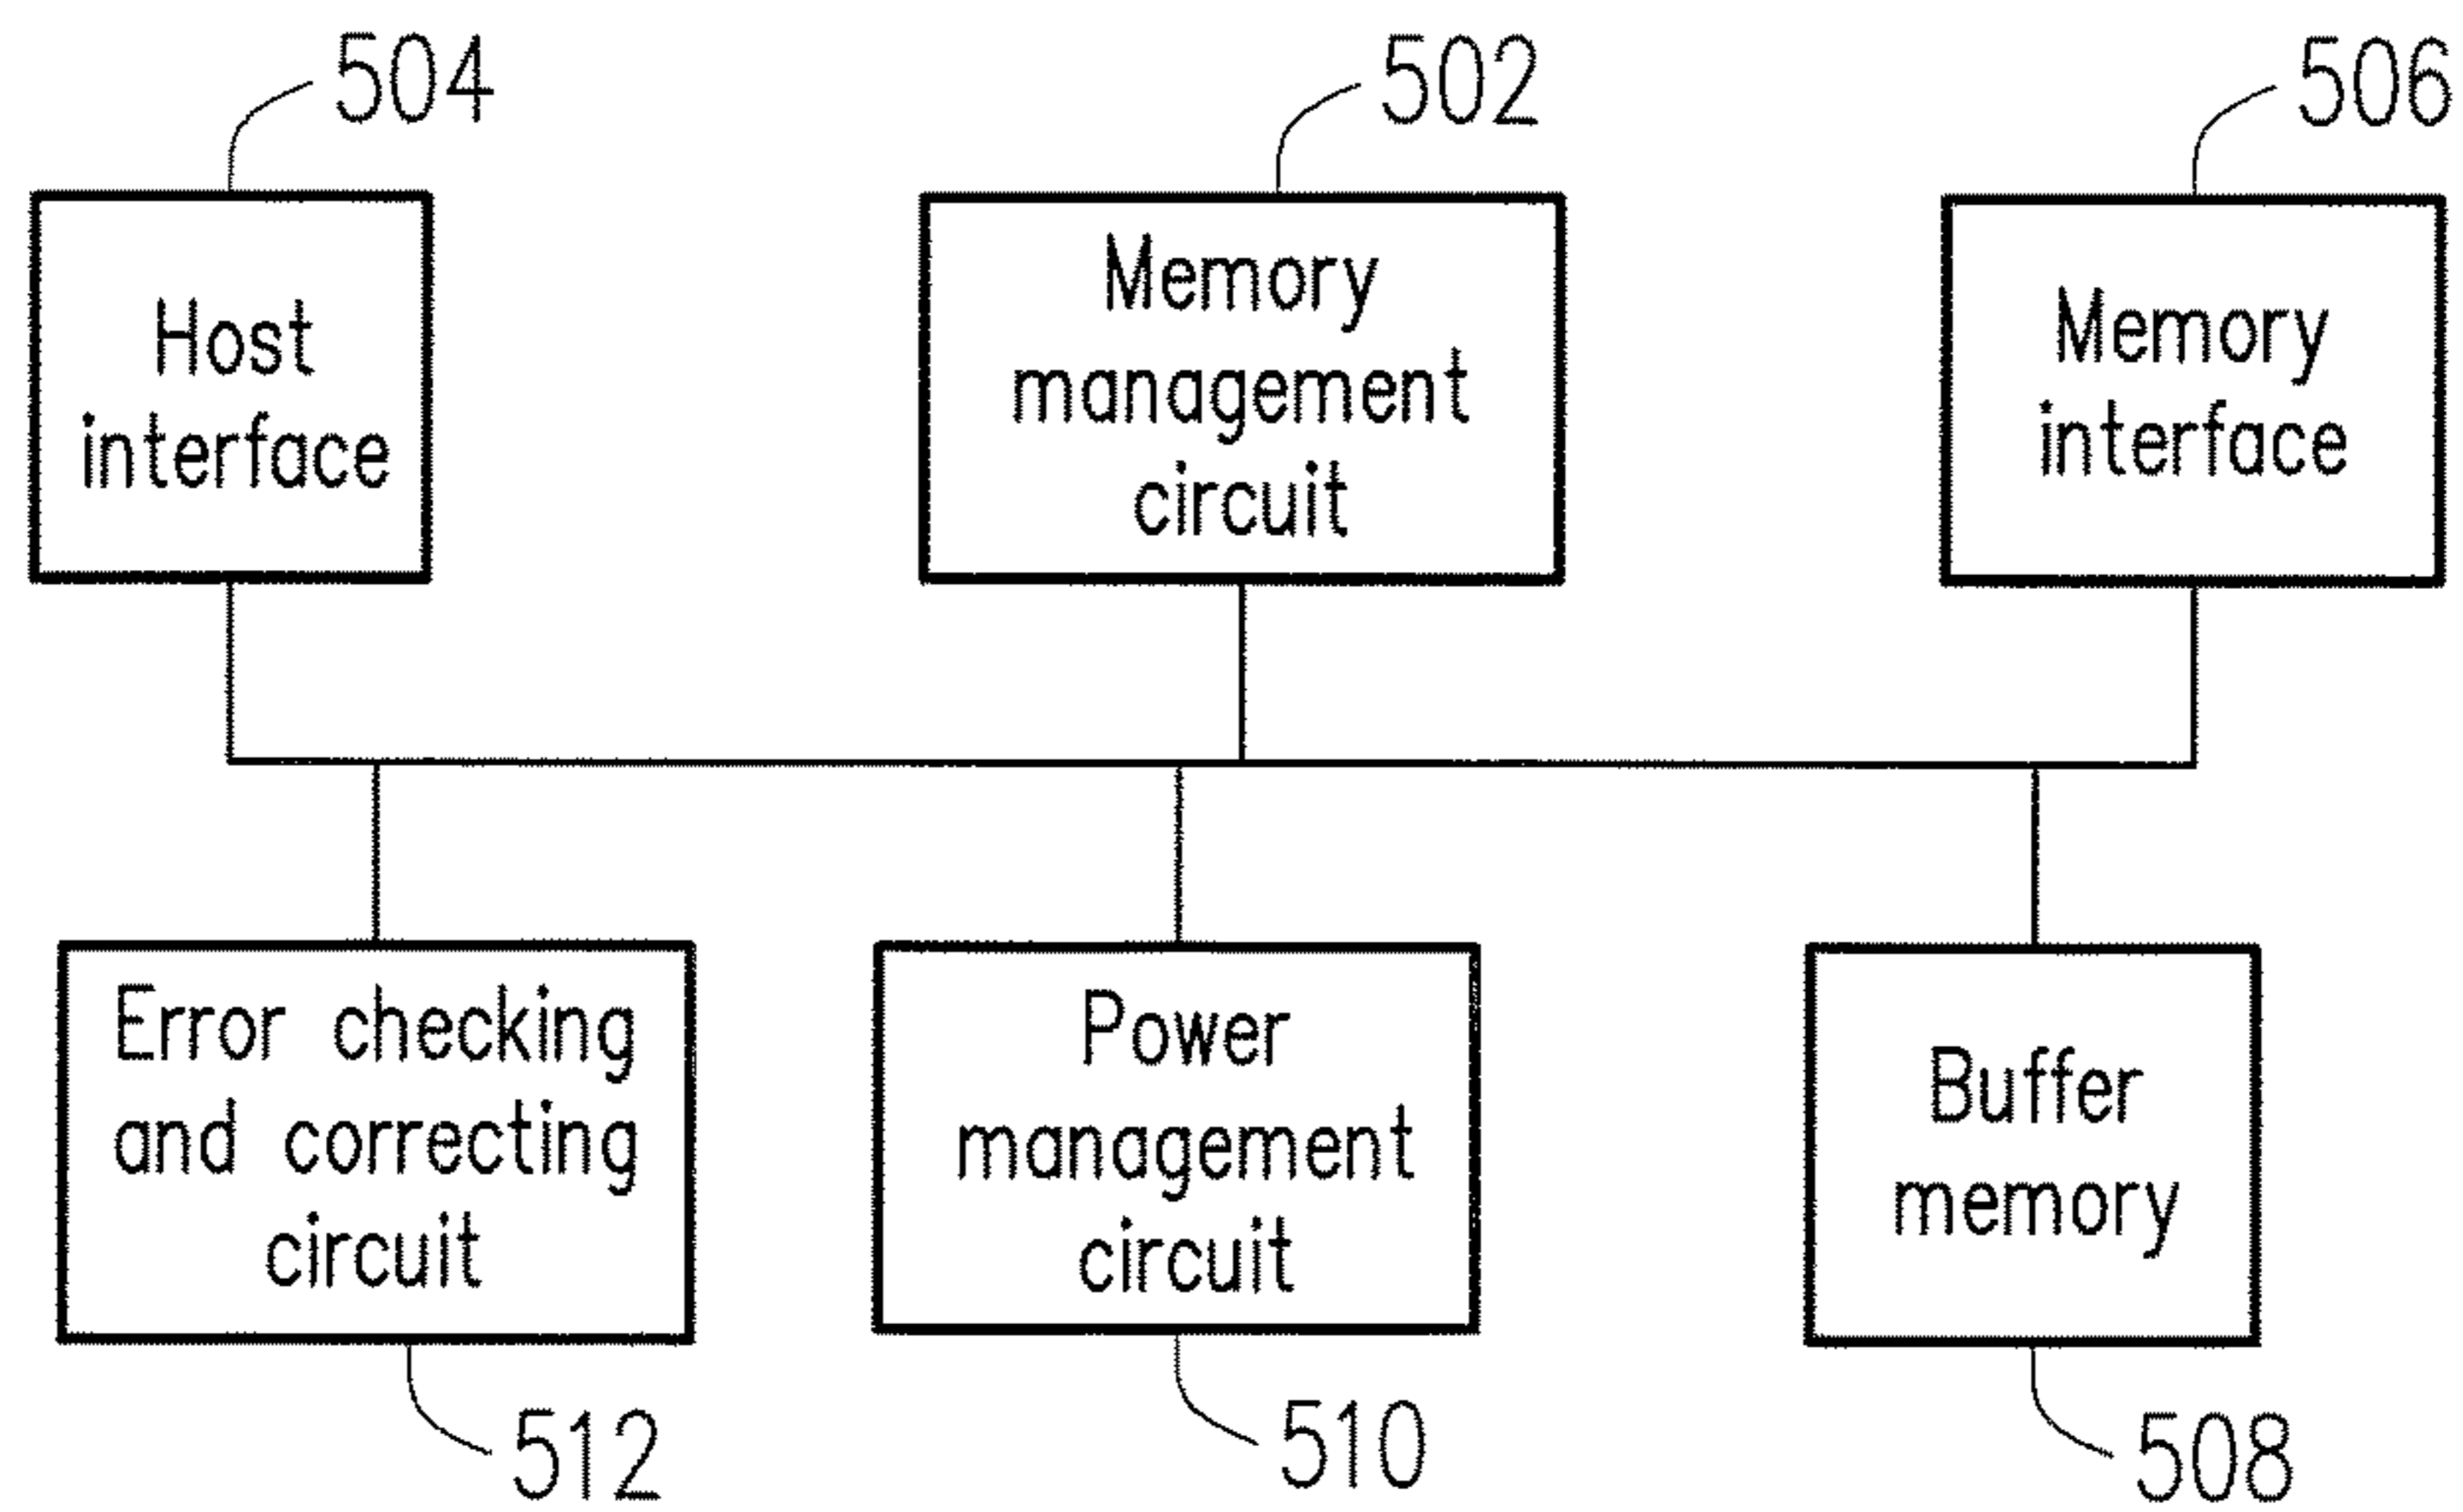 504
502
506
Host
interface
Memory
management
circuit
Memory
interface
Error checking
and correcting
circuit
Power
management
circuit
Buffer
memory
512
510
508